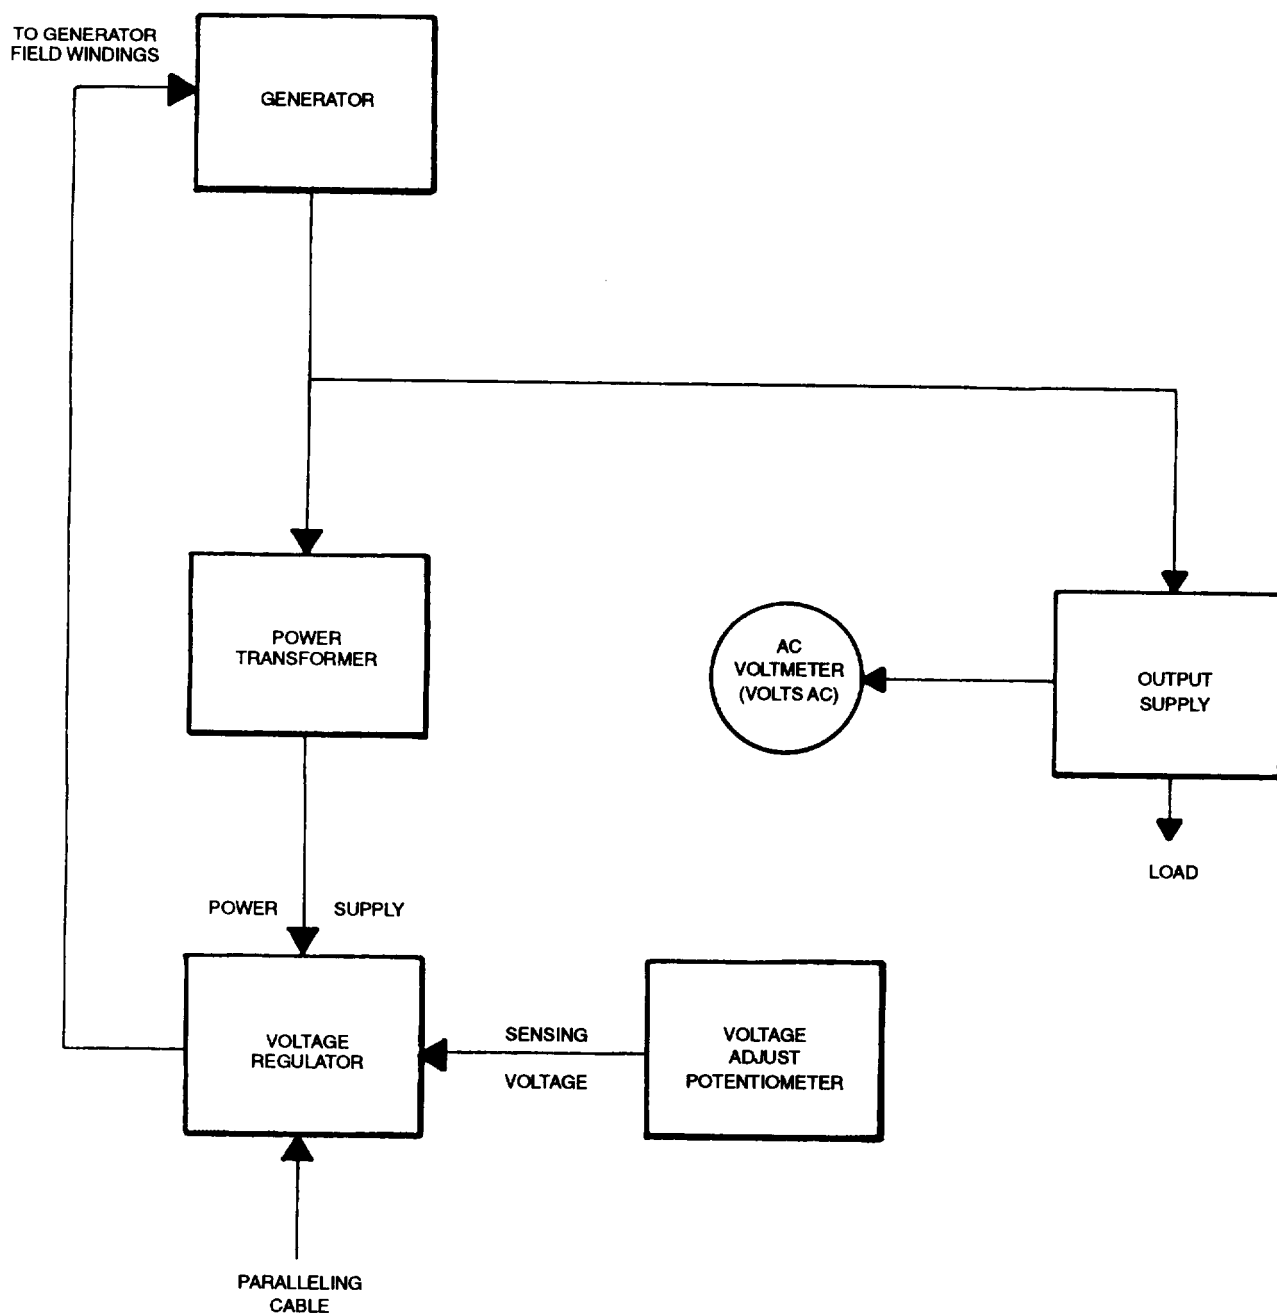 TO GENERATOR
FIELD WINDINGS
GENERATOR
POWER
TRANSFORMER
AC
VOLTMETER
(VOLTS AC)
OUTPUT
SUPPLY
LOAD
POWER SUPPLY
VOLTAGE
REGULATOR
SENSING
VOLTAGE
VOLTAGE
ADJUST
POTENTIOMETER
PARALLELING
CABLE